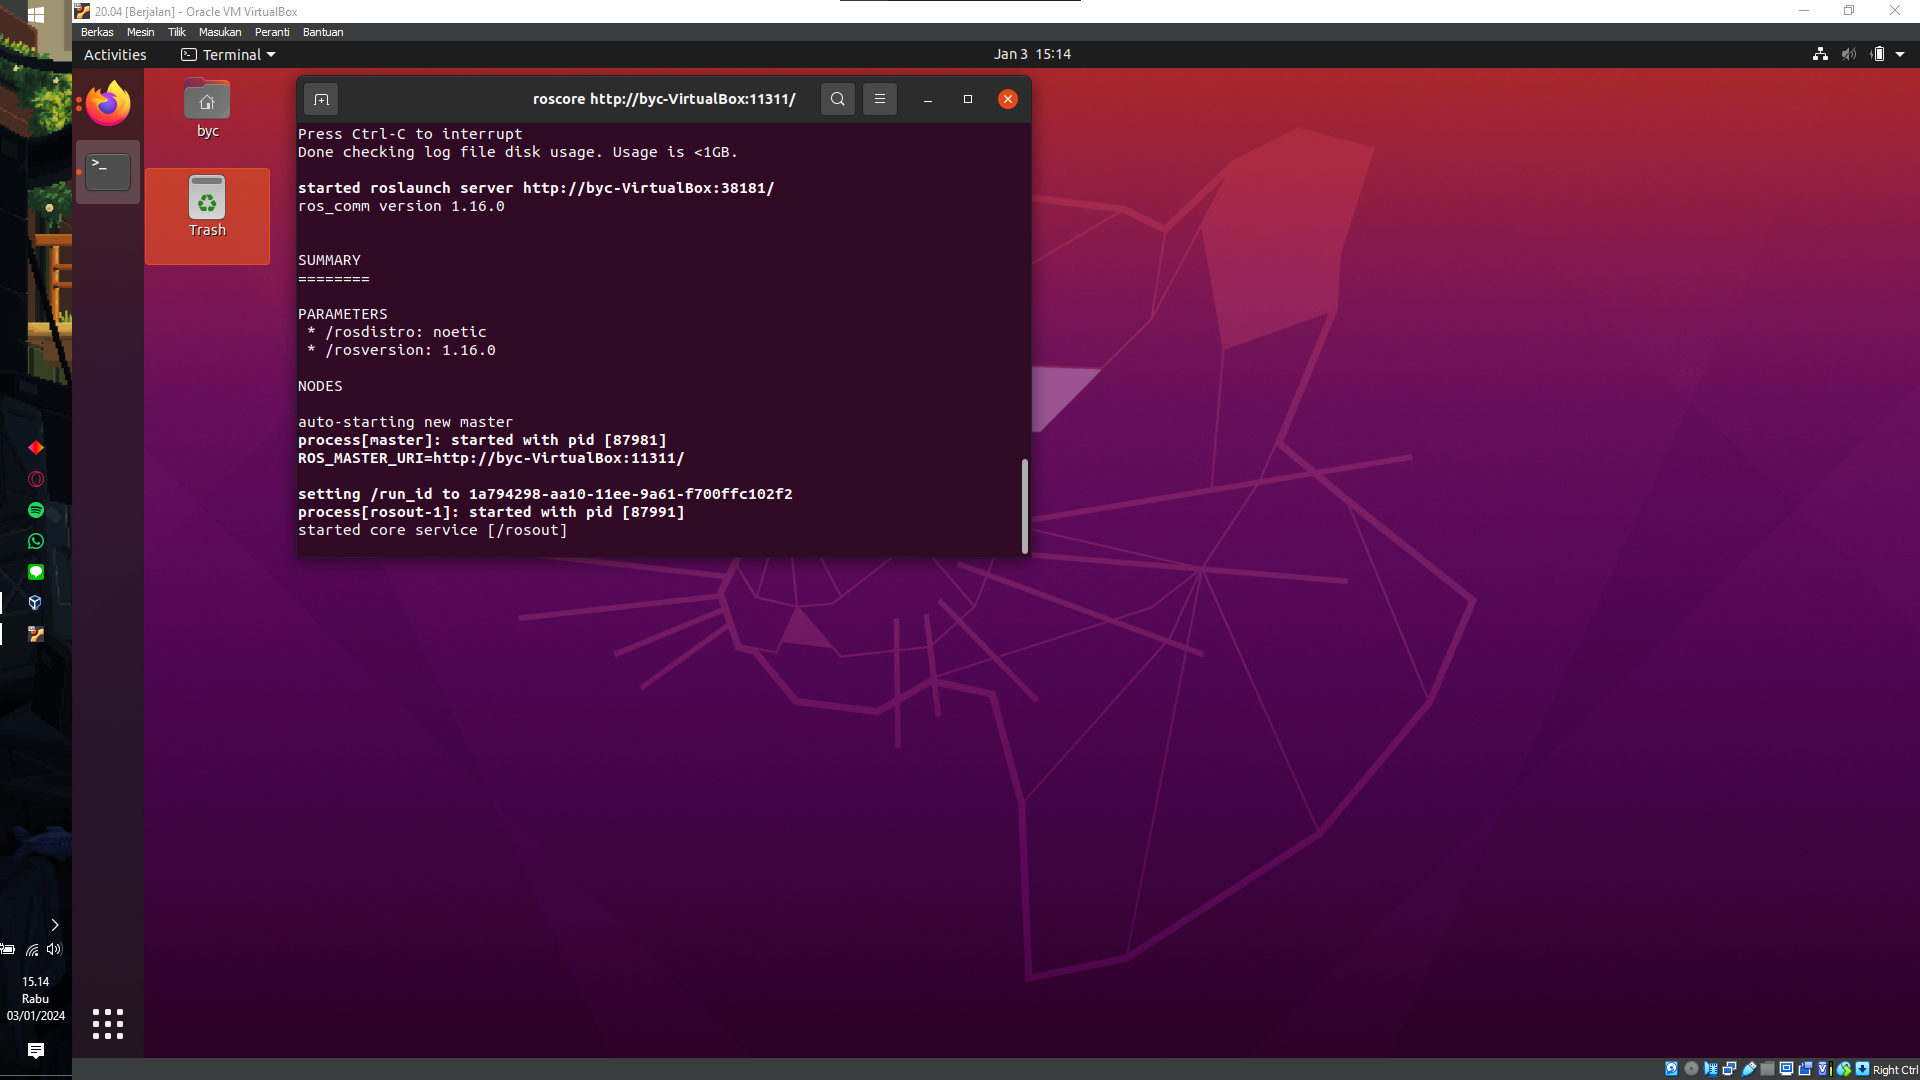 20.04 [Berjalan] - Oracle VM VirtualBox
Berkas Mesin Tilik Masukan Peranti Bantuan
Activities Terminal Jan 3 15:14
byc
Trash
roscore http://byc-VirtualBox:11311/
Press Ctrl-C to interrupt
Done checking log file disk usage. Usage is <1GB.
started roslaunch server http://byc-VirtualBox:38181/
ros_comm version 1.16.0
SUMMARY
========
PARAMETERS
* /rosdistro: noetic
* /rosversion: 1.16.0
NODES
auto-starting new master
process[master]: started with pid [87981]
ROS_MASTER_URI=http://byc-VirtualBox:11311/
setting /run_id to 1a794298-aa10-11ee-9a61-f700ffc102f2
process[rosout-1]: started with pid [87991]
started core service [/rosout]
15.14
Rabu
03/01/2024
Right Ctrl